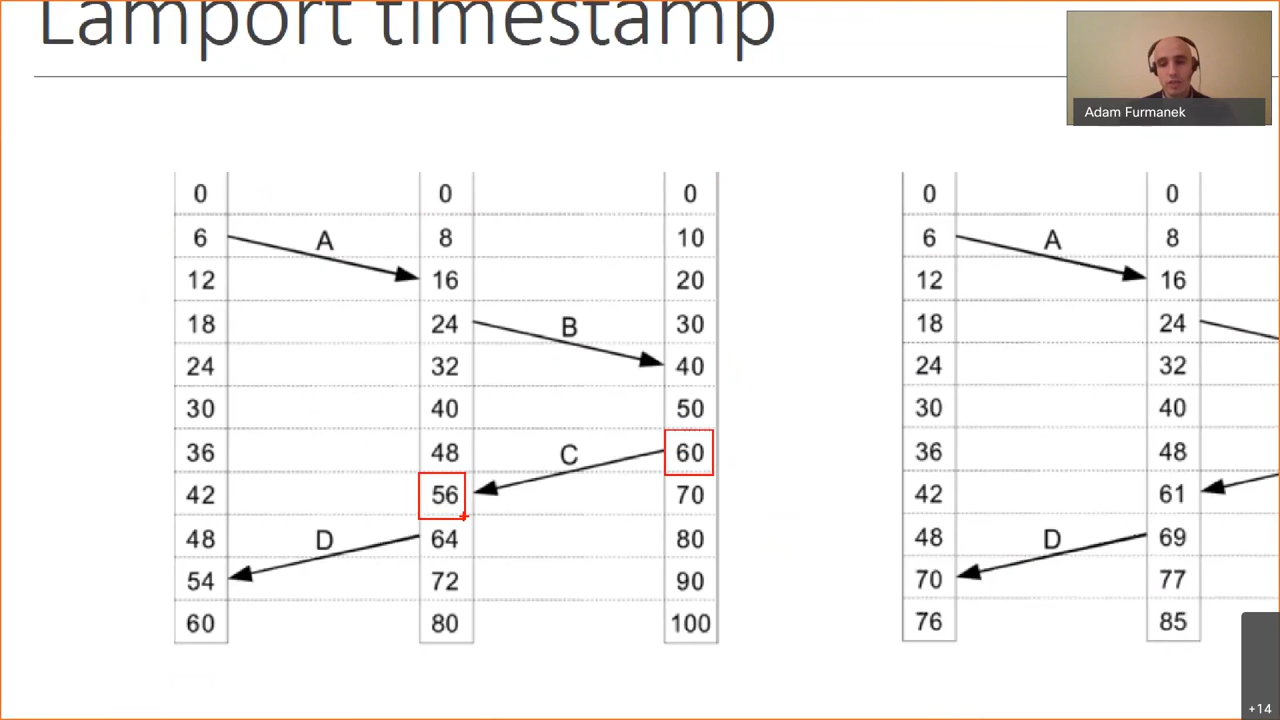 Lamport timestamp
Adam Furmanek
0 0 0 0 0
6 A 8 10 6 A 8
12 16 20 12 16
18 24 B 30 18 24
24 32 40 24 32
30 40 50 30 40
36 48 C 60 36 48
42 56 70 42 61
48 D 64 80 48 D 69
54 72 90 70 77
60 80 100 76 85
+14